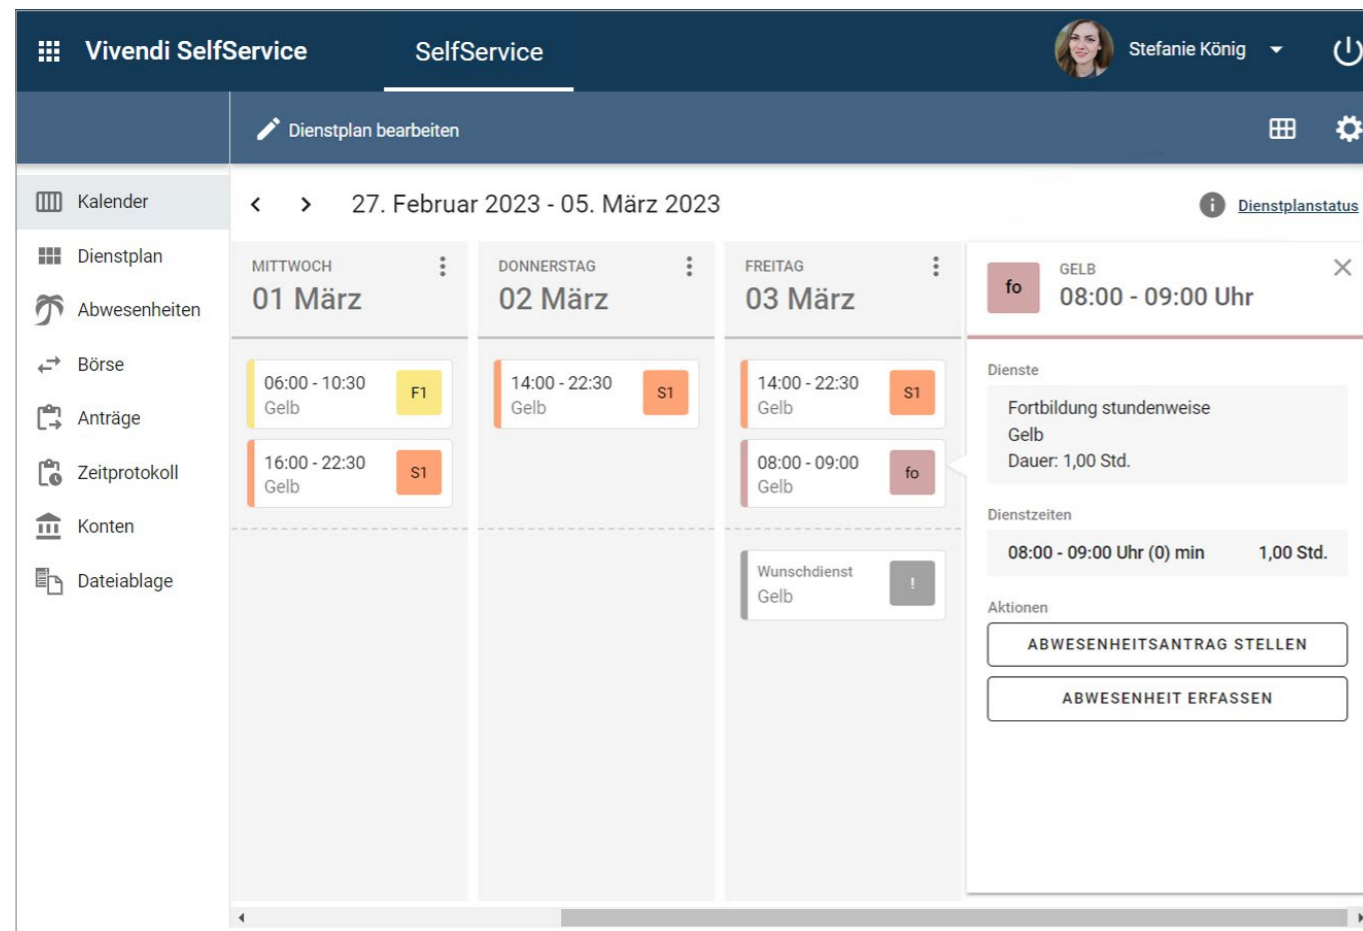 Vivendi SelfService
SelfService
Stefanie König
Dienstplan bearbeiten
Kalender
Dienstplan
Abwesenheiten
Börse
Anträge
Zeitprotokoll
Konten
Dateiablage
27. Februar 2023 - 05. März 2023
Dienstplanstatus
MITTWOCH
01 März
06:00 - 10:30
Gelb
F1
16:00 - 22:30
Gelb
S1
DONNERSTAG
02 März
14:00 - 22:30
Gelb
S1
FREITAG
03 März
14:00 - 22:30
Gelb
S1
08:00 - 09:00
Gelb
fo
Wunschdienst
Gelb
!
fo
GELB
08:00 - 09:00 Uhr
Dienste
Fortbildung stundenweise
Gelb
Dauer: 1,00 Std.
Dienstzeiten
08:00 - 09:00 Uhr (0) min 1,00 Std.
Aktionen
ABWESENHEITSANTRAG STELLEN
ABWESENHEIT ERFASSEN